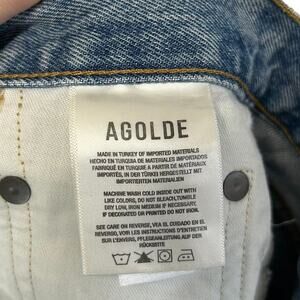 AGOLDE
MADE IN TURKEY OF IMPORTED MATERIALS
HECHO EN TURQUIA DE MATERIALES IMPORTADOS
FABRIQUÉ EN TURQUIE A PARTIR DE MATÉRIAUX
IMPORTÉS, IN DER TÜRKEI HERGESTELLT MIT
IMPORTIERTEN MATERIALIEN
MACHINE WASH COLD INSIDE OUT WITH
LIKE COLORS, DO NOT BLEACH, TUMBLE
DRY LOW, IRON MEDIUM IF NECESSARY.
IF DECORATED OR PRINTED DO NOT IRON.
SEE CARE ON REVERSE, VEA EL CUIDADO EN EL
REVERSO, VOIR LES INSTRUCTIONS D'ENTRETIEN
SUR L'ENVERS, PFLEGEANLEITUNG AUF DER
RÜCKSEITE